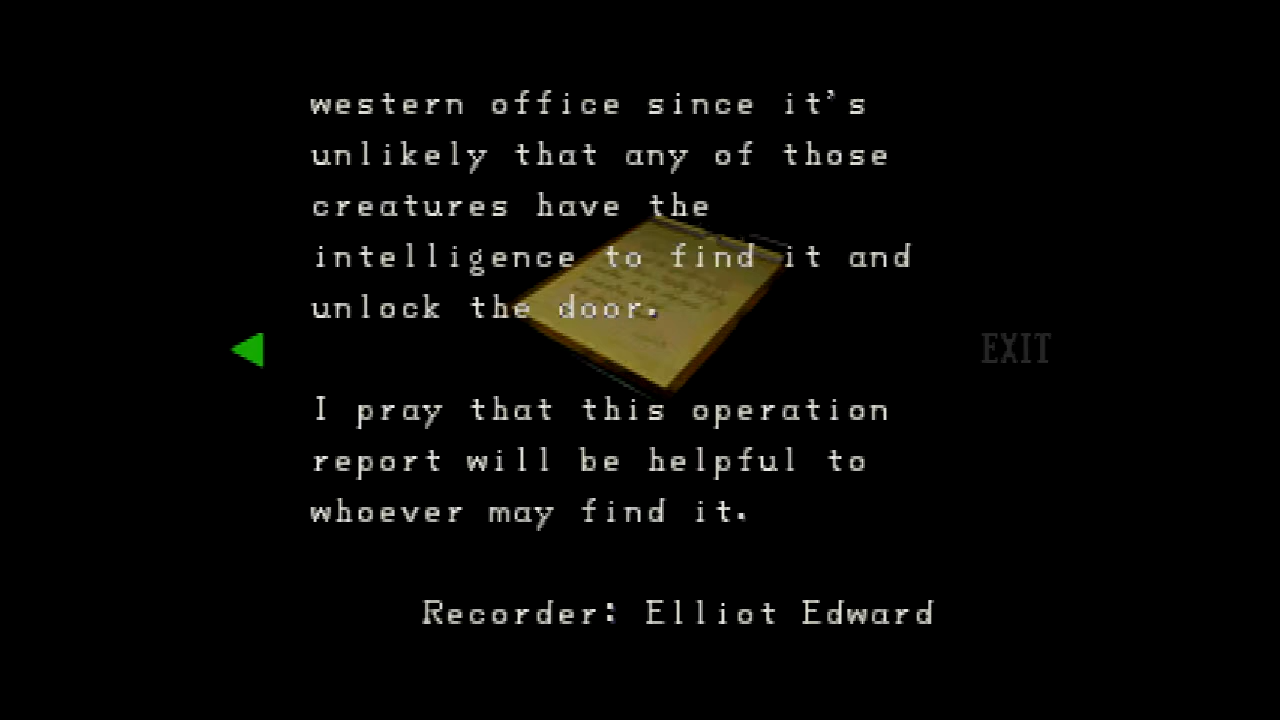 western office since it's
unlikely that any of those
creatures have the
intelligence to find it and
unlock the door.
EXIT
I pray that this operation
report will be helpful to
whoever may find it.
Recorder: Elliot Edward